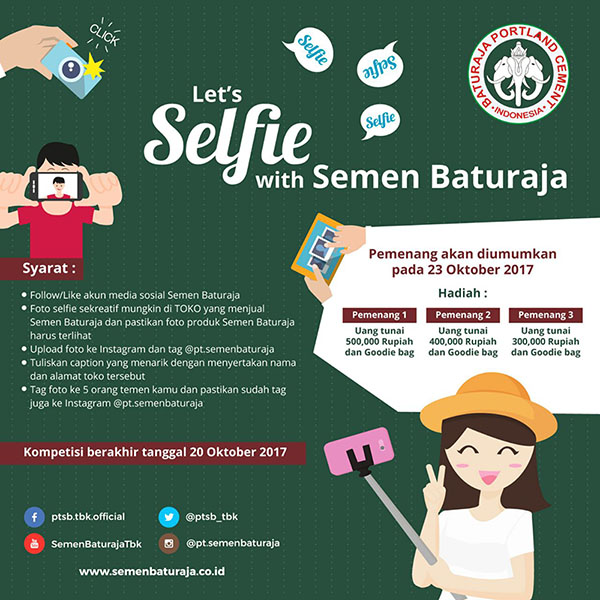 CLICK
Selfie
Selfie
Selfie
BATURAJA PORTLAND CEMENT
INDONESIA
Let's
Selfie
with Semen Baturaja
Syarat :
Follow/Like akun media sosial Semen Baturaja
Foto selfie sekreatif mungkin di TOKO yang menjual
Semen Baturaja dan pastikan foto produk Semen Baturaja
harus terlihat
Upload foto ke Instagram dan tag @pt.semenbaturaja
Tuliskan caption yang menarik dengan menyertakan nama
dan alamat toko tersebut
Tag foto ke 5 orang temen kamu dan pastikan sudah tag
juga ke Instagram @pt.semenbaturaja
Kompetisi berakhir tanggal 20 Oktober 2017
Pemenang akan diumumkan
pada 23 Oktober 2017
Hadiah :
Pemenang 1
Uang tunai
500,000 Rupiah
dan Goodie bag
Pemenang 2
Uang tunai
400,000 Rupiah
dan Goodie bag
Pemenang 3
Uang tunai
300,000 Rupiah
dan Goodie bag
ptsb.tbk.official
@ptsb_tbk
SemenBaturajaTbk
@pt.semenbaturaja
www.semenbaturaja.co.id